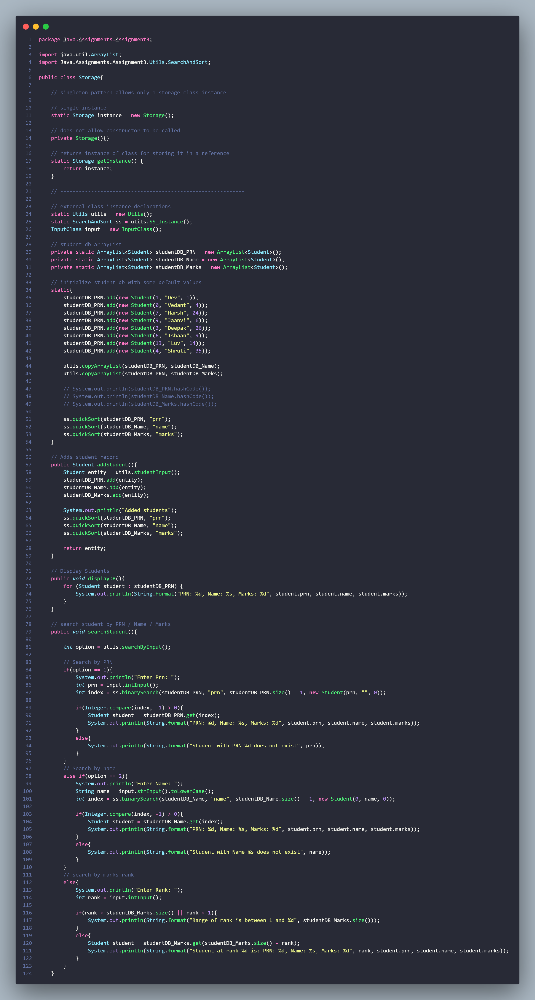 1 package Java.Assignments.Assignment3;
2
3 import java.util.ArrayList;
4 import Java.Assignments.Assignment3.Utils.SearchAndSort;
5
6 public class Storage{
7
8     // singleton pattern allows only 1 storage class instance
9
10     // single instance
11     static Storage instance = new Storage();
12
13     // does not allow constructor to be called
14     private Storage(){}
15
16     // returns instance of class for storing it in a reference
17     static Storage getInstance() {
18         return instance;
19     }
20
21     // ------------------------------------------------------------
22
23     // external class instance declarations
24     static Utils utils = new Utils();
25     static SearchAndSort ss = utils.SS_Instance();
26     InputClass input = new InputClass();
27
28     // student db arrayList
29     private static ArrayList<Student> studentDB_PRN = new ArrayList<Student>();
30     private static ArrayList<Student> studentDB_Name = new ArrayList<Student>();
31     private static ArrayList<Student> studentDB_Marks = new ArrayList<Student>();
32
33     // initialize student db with some default values
34     static{
35         studentDB_PRN.add(new Student(1, "Dev", 1));
36         studentDB_PRN.add(new Student(0, "Vedant", 4));
37         studentDB_PRN.add(new Student(7, "Harsh", 24));
38         studentDB_PRN.add(new Student(9, "Jaanvi", 6));
39         studentDB_PRN.add(new Student(3, "Deepak", 26));
40         studentDB_PRN.add(new Student(6, "Ishaan", 9));
41         studentDB_PRN.add(new Student(13, "Luv", 14));
42         studentDB_PRN.add(new Student(4, "Shruti", 35));
43
44         utils.copyArrayList(studentDB_PRN, studentDB_Name);
45         utils.copyArrayList(studentDB_PRN, studentDB_Marks);
46
47         // System.out.println(studentDB_PRN.hashCode());
48         // System.out.println(studentDB_Name.hashCode());
49         // System.out.println(studentDB_Marks.hashCode());
50
51         ss.quickSort(studentDB_PRN, "prn");
52         ss.quickSort(studentDB_Name, "name");
53         ss.quickSort(studentDB_Marks, "marks");
54     }
55
56     // Adds student record
57     public Student addStudent(){
58         Student entity = utils.studentInput();
59         studentDB_PRN.add(entity);
60         studentDB_Name.add(entity);
61         studentDB_Marks.add(entity);
62
63         System.out.println("Added students");
64         ss.quickSort(studentDB_PRN, "prn");
65         ss.quickSort(studentDB_Name, "name");
66         ss.quickSort(studentDB_Marks, "marks");
67
68         return entity;
69     }
70
71     // Display Students
72     public void displayDB(){
73         for (Student student : studentDB_PRN) {
74             System.out.println(String.format("PRN: %d, Name: %s, Marks: %d", student.prn, student.name, student.marks));
75         }
76     }
77
78     // search student by PRN / Name / Marks
79     public void searchStudent(){
80
81         int option = utils.searchByInput();
82
83         // Search by PRN
84         if(option == 1){
85             System.out.println("Enter Prn: ");
86             int prn = input.intInput();
87             int index = ss.binarySearch(studentDB_PRN, "prn", studentDB_PRN.size() - 1, new Student(prn, "", 0));
88
89             if(Integer.compare(index, -1) > 0){
90                 Student student = studentDB_PRN.get(index);
91                 System.out.println(String.format("PRN: %d, Name: %s, Marks: %d", student.prn, student.name, student.marks));
92             }
93             else{
94                 System.out.println(String.format("Student with PRN %d does not exist", prn));
95             }
96         }
97         // Search by name
98         else if(option == 2){
99             System.out.println("Enter Name: ");
100             String name = input.strInput().toLowerCase();
101             int index = ss.binarySearch(studentDB_Name, "name", studentDB_Name.size() - 1, new Student(0, name, 0));
102
103             if(Integer.compare(index, -1) > 0){
104                 Student student = studentDB_Name.get(index);
105                 System.out.println(String.format("PRN: %d, Name: %s, Marks: %d", student.prn, student.name, student.marks));
106             }
107             else{
108                 System.out.println(String.format("Student with Name %s does not exist", name));
109             }
110         }
111         // search by marks rank
112         else{
113             System.out.println("Enter Rank: ");
114             int rank = input.intInput();
115
116             if(rank > studentDB_Marks.size() || rank < 1){
117                 System.out.println(String.format("Range of rank is between 1 and %d", studentDB_Marks.size()));
118             }
119             else{
120                 Student student = studentDB_Marks.get(studentDB_Marks.size() - rank);
121                 System.out.println(String.format("Student at rank %d is: PRN: %d, Name: %s, Marks: %d", rank, student.prn, student.name, student.marks));
122             }
123         }
124     }